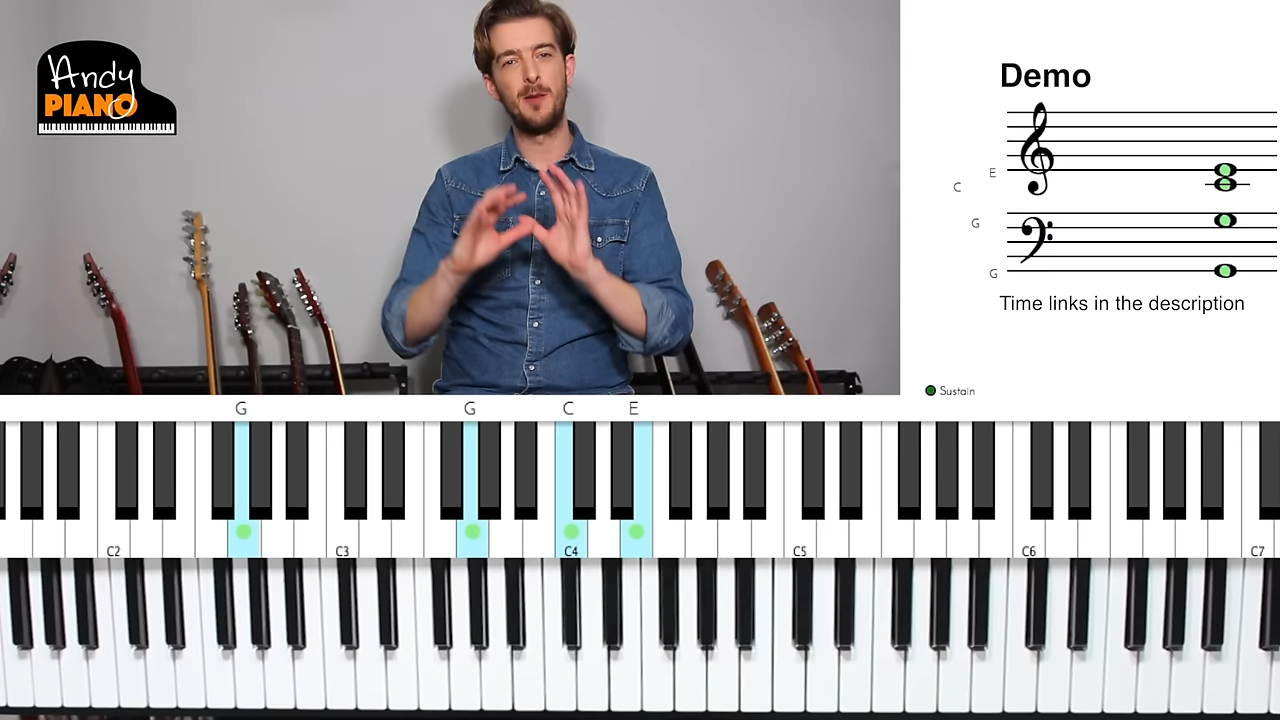 Andy
PIANO
Demo
E
C
G
G
Time links in the description
Sustain
G G C E
C2 C3 C4 C5 C6 C7